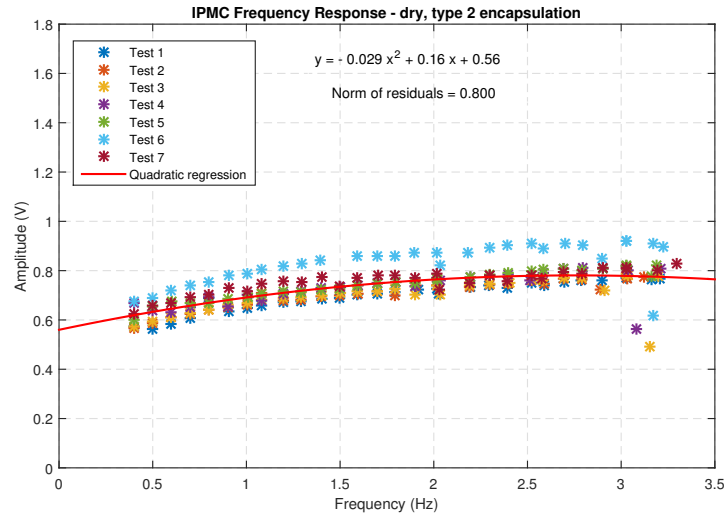 IPMC Frequency Response - dry, type 2 encapsulation
1.8
1.6
1.4
1.2
1
0.8
0.6
0.4
0.2
0
Amplitude (V)
Test 1
Test 2
Test 3
Test 4
Test 5
Test 6
Test 7
Quadratic regression
y = - 0.029 x² + 0.16 x + 0.56
Norm of residuals = 0.800
0 0.5 1 1.5 2 2.5 3 3.5
Frequency (Hz)